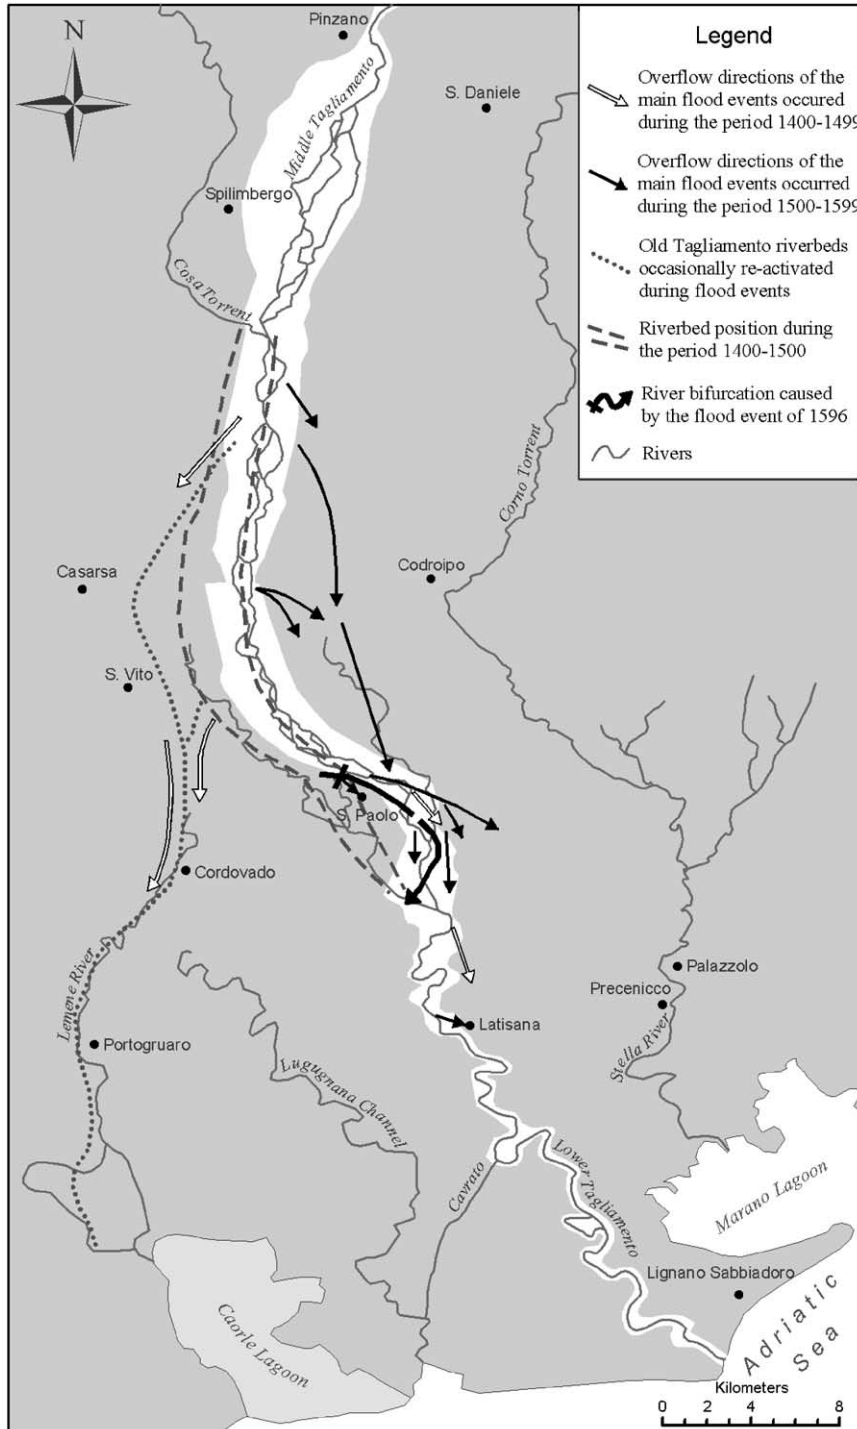 Pinzano
N
S. Daniele
Middle Tagliamento
Spilimbergo
Cosa Torrent
Legend
Overflow directions of the
main flood events occured
during the period 1400-1499
Overflow directions of the
main flood events occurred
during the period 1500-1599
Old Tagliamento riverbeds
occasionally re-activated
during flood events
Riverbed position during
the period 1400-1500
River bifurcation caused
by the flood event of 1596
Rivers
Corno Torrent
Casarsa
Codroipo
S. Vito
S. Paolo
Cordovado
Lemene River
Palazzolo
Precenicco
Latisana
Portogruaro
Stella River
Lugugnana Channel
Cavrato
Lower Tagliamento
Marano Lagoon
Lignano Sabbiadoro
Caorle Lagoon
Adriatic
Sea
Kilometers
0 2 4 8